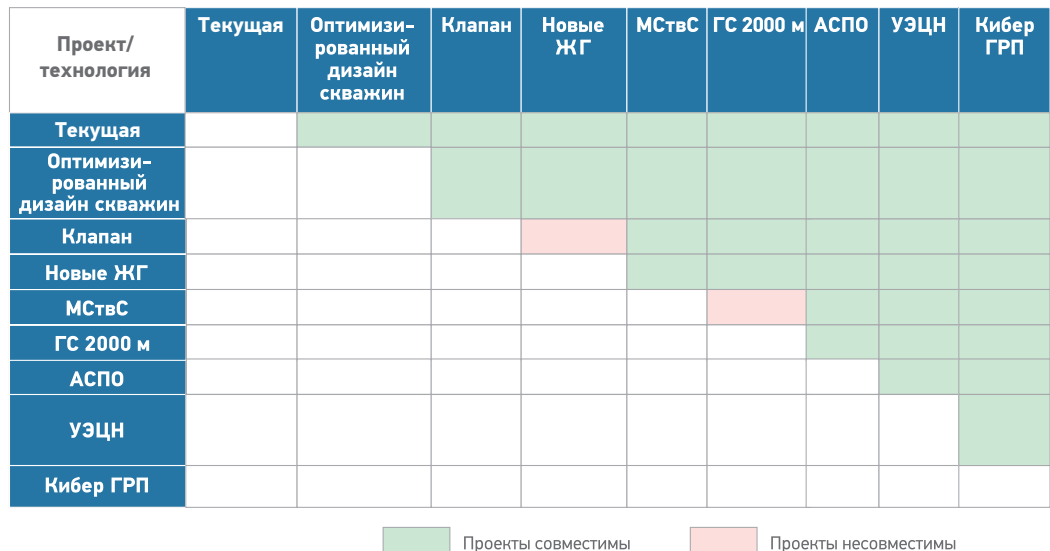 Проект/
технология
Текущая
Оптимизи-
рованный
дизайн
скважин
Клапан
Новые
ЖГ
МСтвС
ГС 2000 м
АСПО
УЭЦН
Кибер
ГРП
Текущая
Оптимизи-
рованный
дизайн скважин
Клапан
Новые ЖГ
МСтвС
ГС 2000 м
АСПО
УЭЦН
Кибер ГРП
Проекты совместимы
Проекты несовместимы